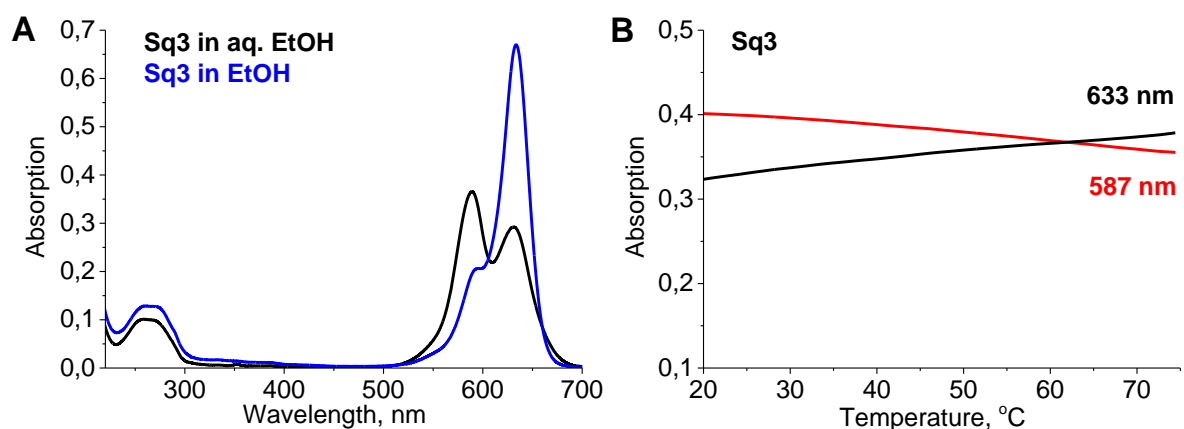 A
Sq3 in aq. EtOH
Sq3 in EtOH
Absorption
0,7
0,6
0,5
0,4
0,3
0,2
0,1
0,0
300
400
500
600
700
Wavelength, nm
B
Sq3
633 nm
587 nm
Absorption
0,5
0,4
0,3
0,2
0,1
20
30
40
50
60
70
Temperature, °C